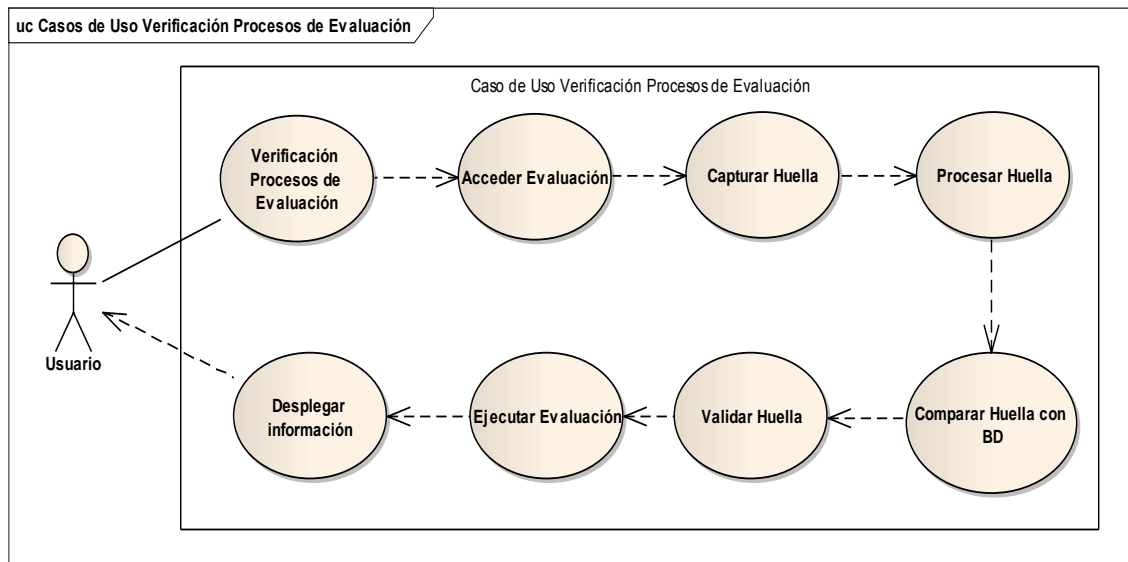 uc Casos de Uso Verificación Procesos de Evaluación
Caso de Uso Verificación Procesos de Evaluación
Verificación
Procesos de
Evaluación
Acceder Evaluación
Capturar Huella
Procesar Huella
Usuario
Desplegar
información
Ejecutar Evaluación
Validar Huella
Comparar Huella con
BD